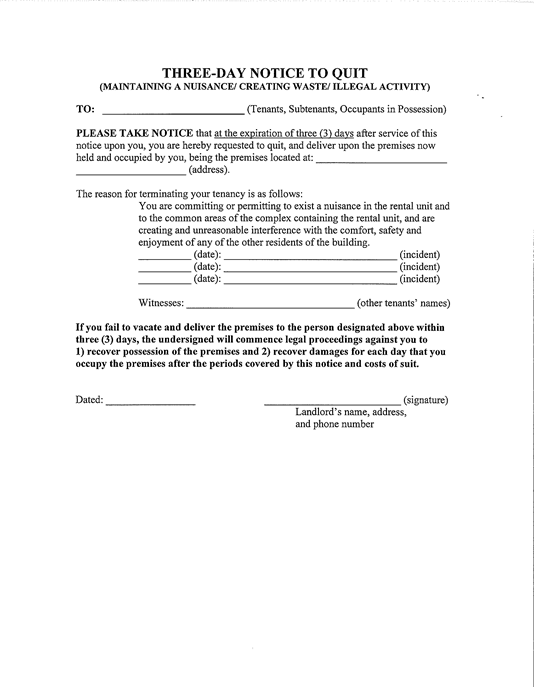 THREE-DAY NOTICE TO QUIT
(MAINTAINING A NUISANCE/ CREATING WASTE/ ILLEGAL ACTIVITY)
TO: ____________________________ (Tenants, Subtenants, Occupants in Possession)
PLEASE TAKE NOTICE that at the expiration of three (3) days after service of this
notice upon you, you are hereby requested to quit, and deliver upon the premises now
held and occupied by you, being the premises located at: __________________________
______________________ (address).
The reason for terminating your tenancy is as follows:
You are committing or permitting to exist a nuisance in the rental unit and
to the common areas of the complex containing the rental unit, and are
creating and unreasonable interference with the comfort, safety and
enjoyment of any of the other residents of the building.
__________ (date): __________________________________ (incident)
__________ (date): __________________________________ (incident)
__________ (date): __________________________________ (incident)
Witnesses: _________________________________ (other tenants' names)
If you fail to vacate and deliver the premises to the person designated above within
three (3) days, the undersigned will commence legal proceedings against you to
1) recover possession of the premises and 2) recover damages for each day that you
occupy the premises after the periods covered by this notice and costs of suit.
Dated: __________________ ___________________________ (signature)
Landlord's name, address,
and phone number